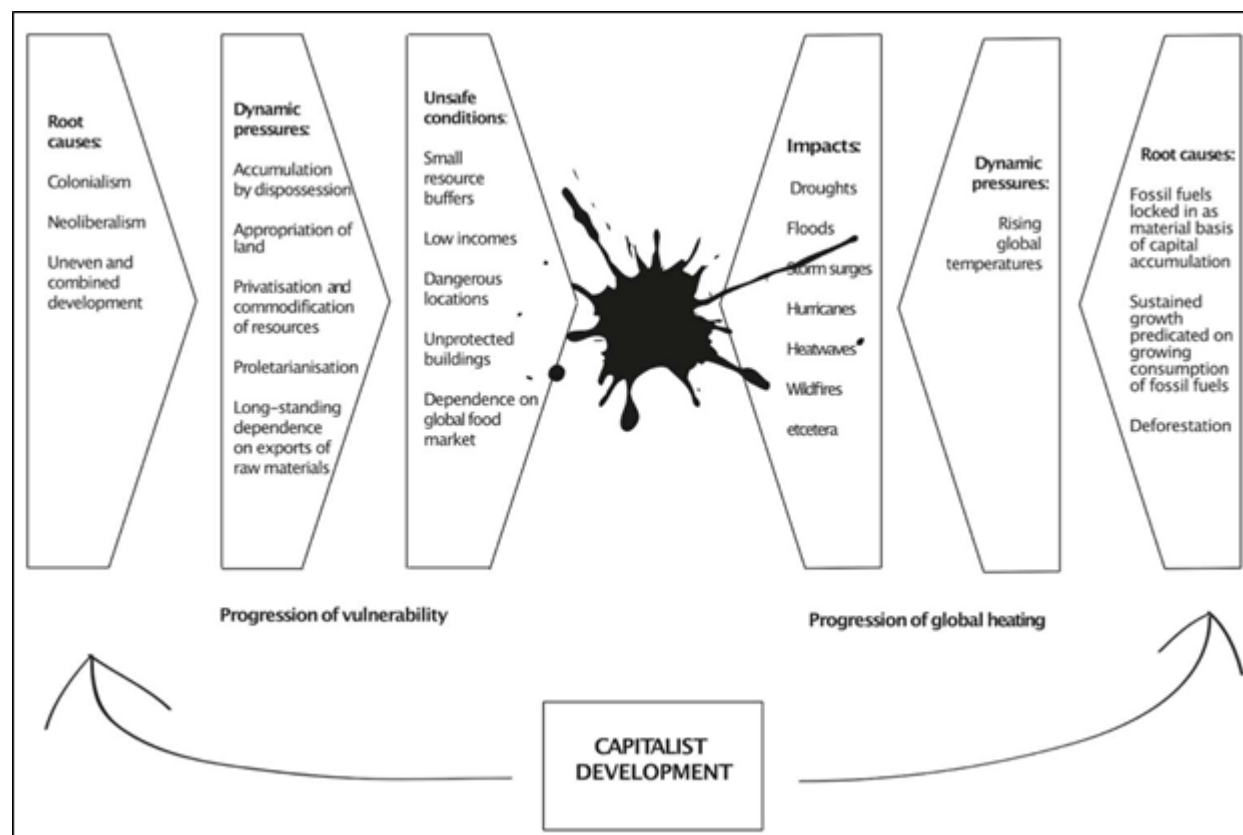 Root
causes:
Colonialism
Neoliberalism
Uneven and
combined
development
Dynamic
pressures:
Accumulation
by dispossession
Appropriation of
land
Privatisation and
commodification
of resources
Proletarianisation
Long-standing
dependence
on exports of
raw materials
Unsafe
conditions:
Small
resource
buffers
Low incomes
Dangerous
locations
Unprotected
buildings
Dependence on
global food
market
Impacts:
Droughts
Floods
Storm surges
Hurricanes
Heatwaves
Wildfires
etcetera
Dynamic
pressures:
Rising
global
temperatures
Root causes:
Fossil fuels
locked in as
material basis
of capital
accumulation
Sustained
growth
predicated on
growing
consumption
of fossil fuels
Deforestation
Progression of vulnerability
Progression of global heating
CAPITALIST
DEVELOPMENT